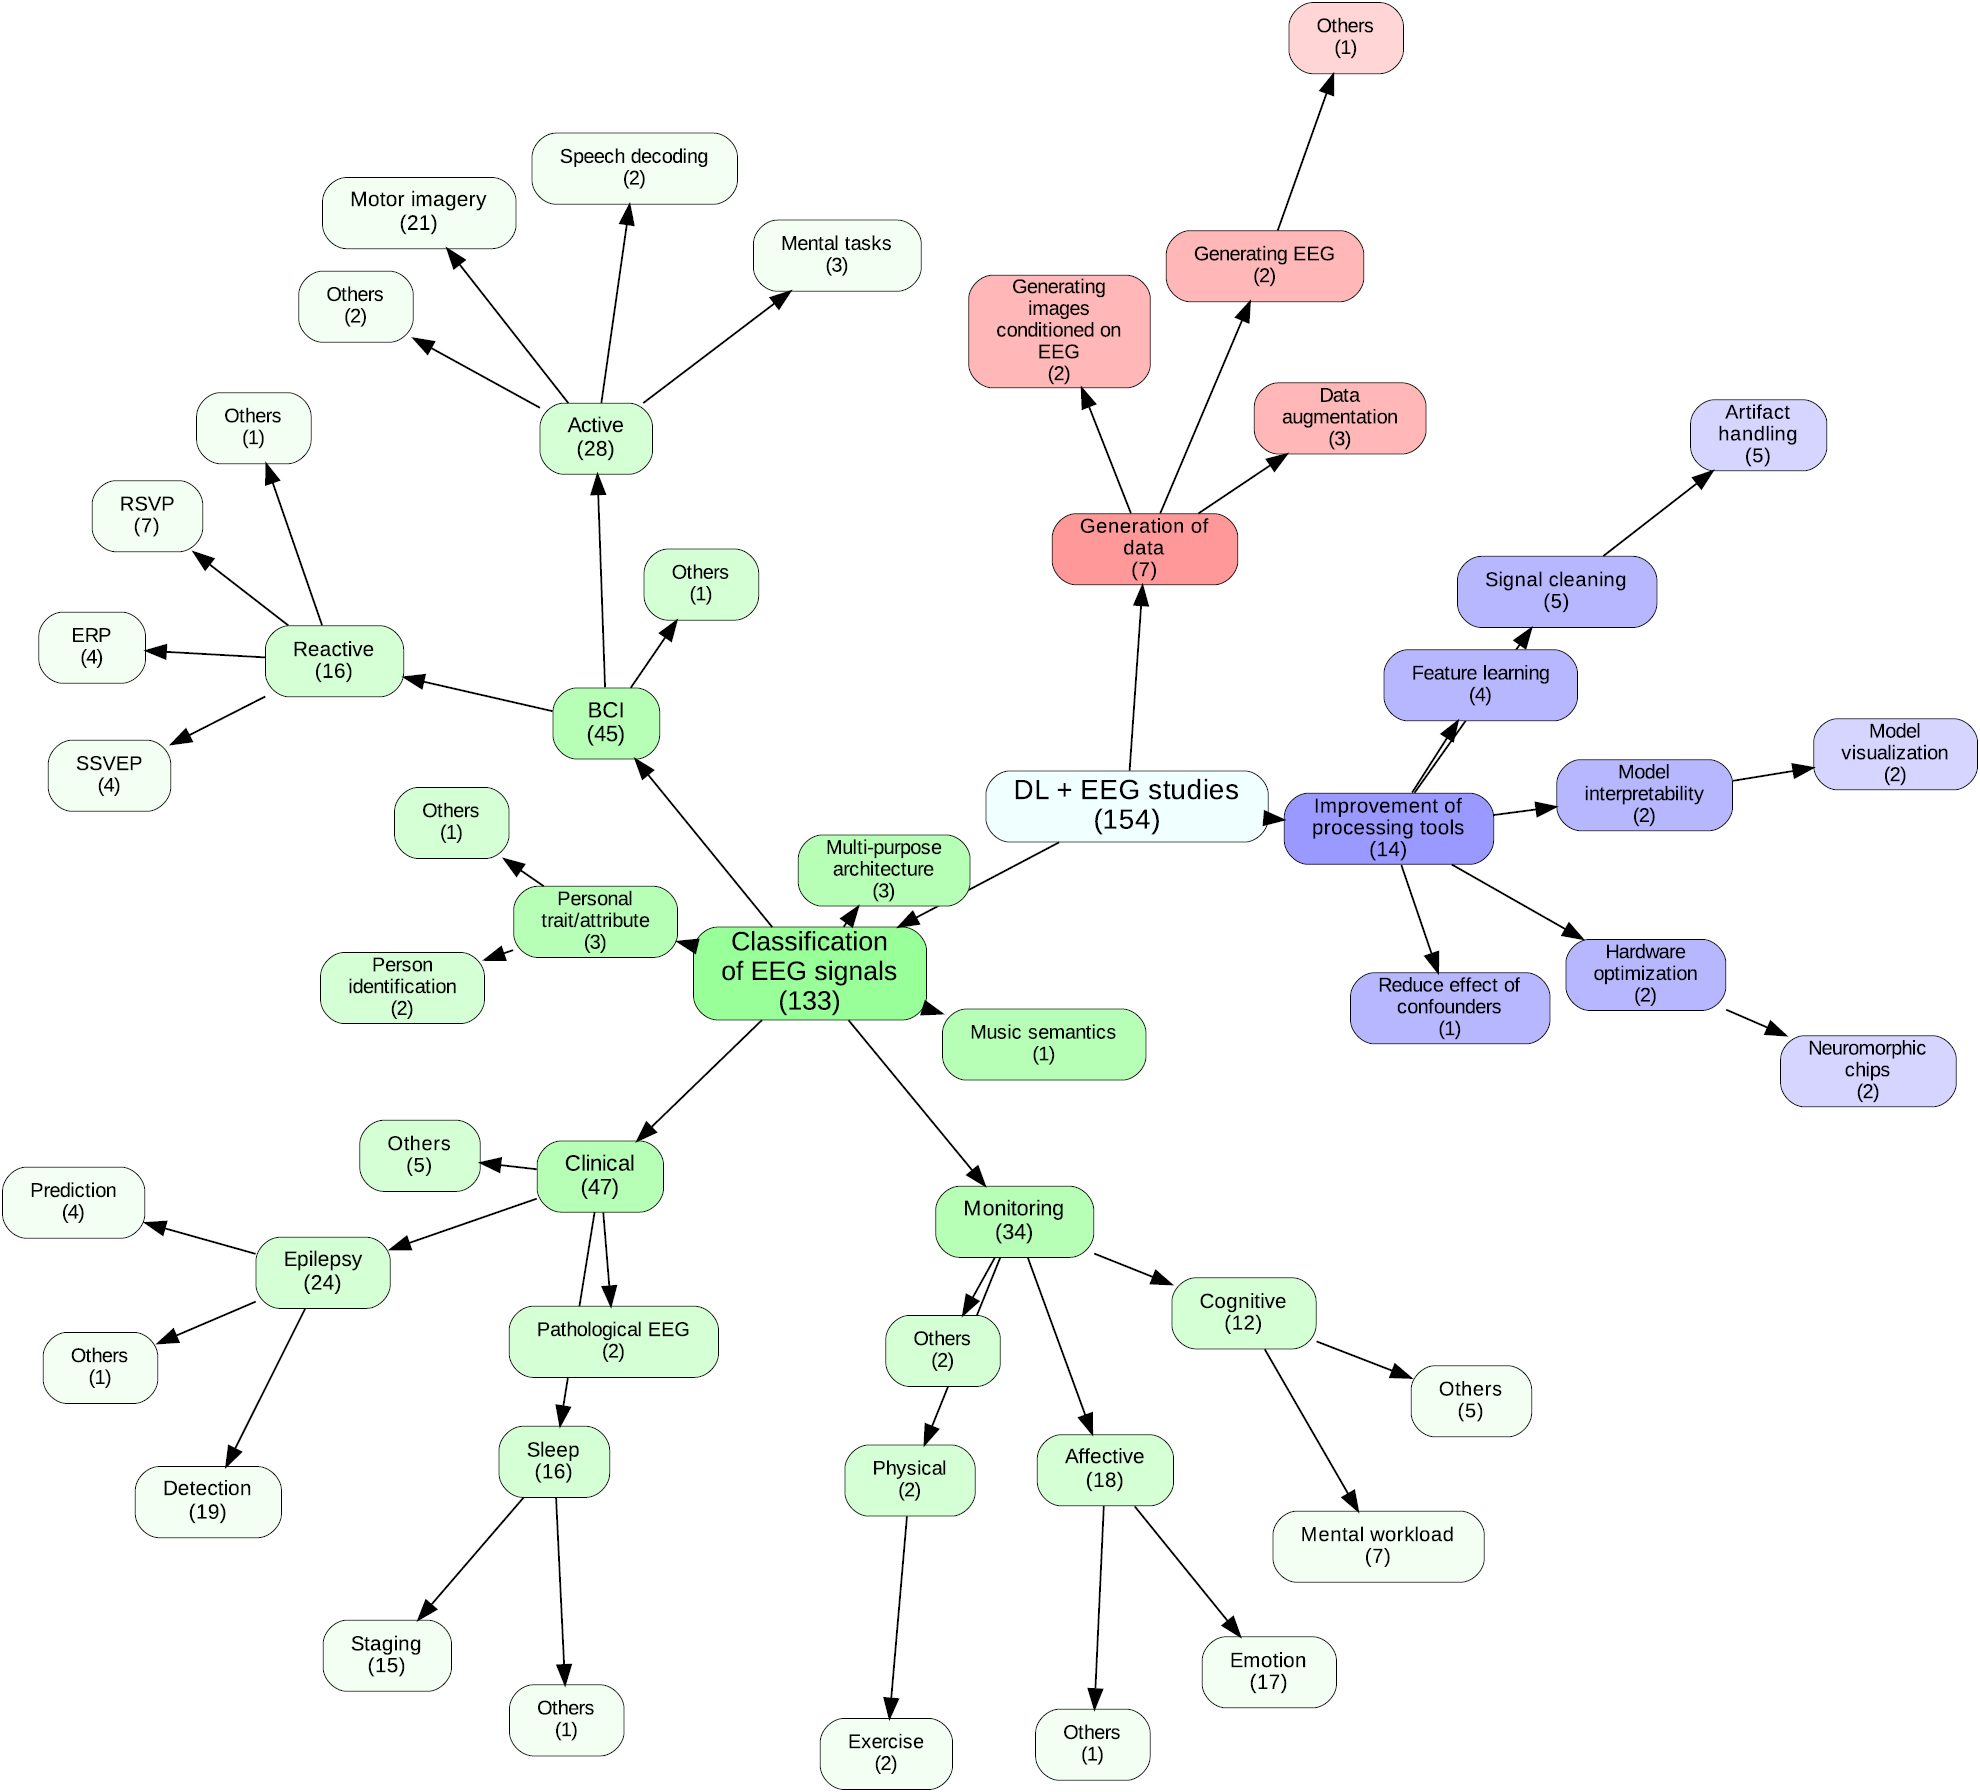 Others
(1)
Speech decoding
(2)
Motor imagery
(21)
Mental tasks
(3)
Others
(2)
Generating EEG
(2)
Generating
images
conditioned on
EEG
(2)
Data
augmentation
(3)
Others
(1)
Active
(28)
Artifact
handling
(5)
RSVP
(7)
Generation of
data
(7)
Others
(1)
Signal cleaning
(5)
ERP
(4)
Reactive
(16)
Feature learning
(4)
BCI
(45)
SSVEP
(4)
Model
visualization
(2)
Model
interpretability
(2)
DL + EEG studies
(154)
Improvement of
processing tools
(14)
Others
(1)
Multi-purpose
architecture
(3)
Personal
trait/attribute
(3)
Classification
of EEG signals
(133)
Person
identification
(2)
Hardware
optimization
(2)
Reduce effect of
confounders
(1)
Music semantics
(1)
Neuromorphic
chips
(2)
Others
(5)
Clinical
(47)
Prediction
(4)
Monitoring
(34)
Epilepsy
(24)
Cognitive
(12)
Pathological EEG
(2)
Others
(2)
Others
(1)
Others
(5)
Sleep
(16)
Affective
(18)
Physical
(2)
Detection
(19)
Mental workload
(7)
Staging
(15)
Emotion
(17)
Others
(1)
Others
(1)
Exercise
(2)